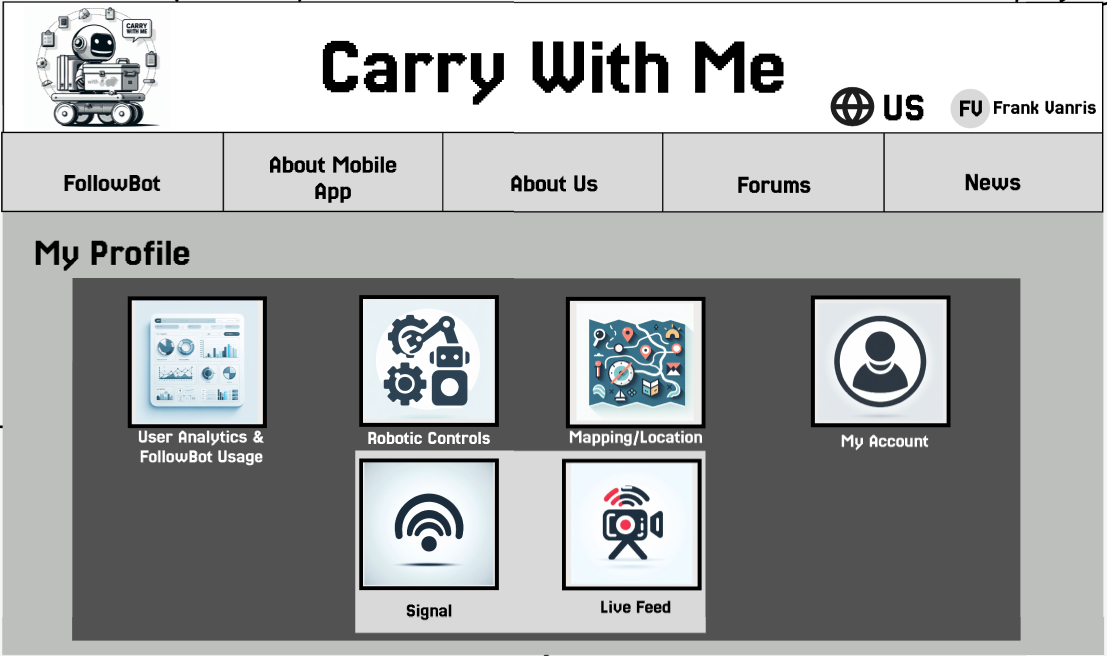 CARRY
WITH ME
Carry With Me
US
FV Frank Vanris
FollowBot
About Mobile
App
About Us
Forums
News
My Profile
User Analytics &
FollowBot Usage
Robotic Controls
Mapping/Location
My Account
Signal
Live Feed